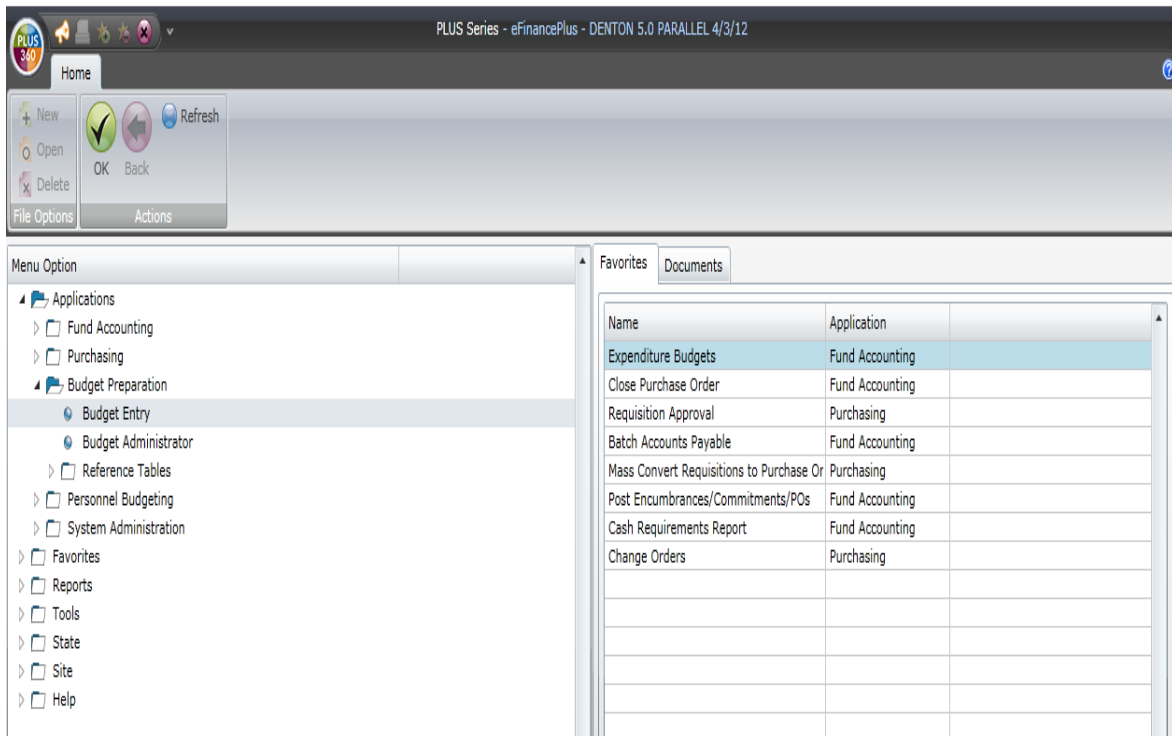 PLUS Series - eFinancePlus - DENTON 5.0 PARALLEL 4/3/12
PLUS
360
Home
New
Open
Delete
File Options
OK
Back
Refresh
Actions
Menu Option
Applications
Fund Accounting
Purchasing
Budget Preparation
Budget Entry
Budget Administrator
Reference Tables
Personnel Budgeting
System Administration
Favorites
Reports
Tools
State
Site
Help
Favorites Documents
Name Application
Expenditure Budgets Fund Accounting
Close Purchase Order Fund Accounting
Requisition Approval Purchasing
Batch Accounts Payable Fund Accounting
Mass Convert Requisitions to Purchase Or Purchasing
Post Encumbrances/Commitments/POs Fund Accounting
Cash Requirements Report Fund Accounting
Change Orders Purchasing